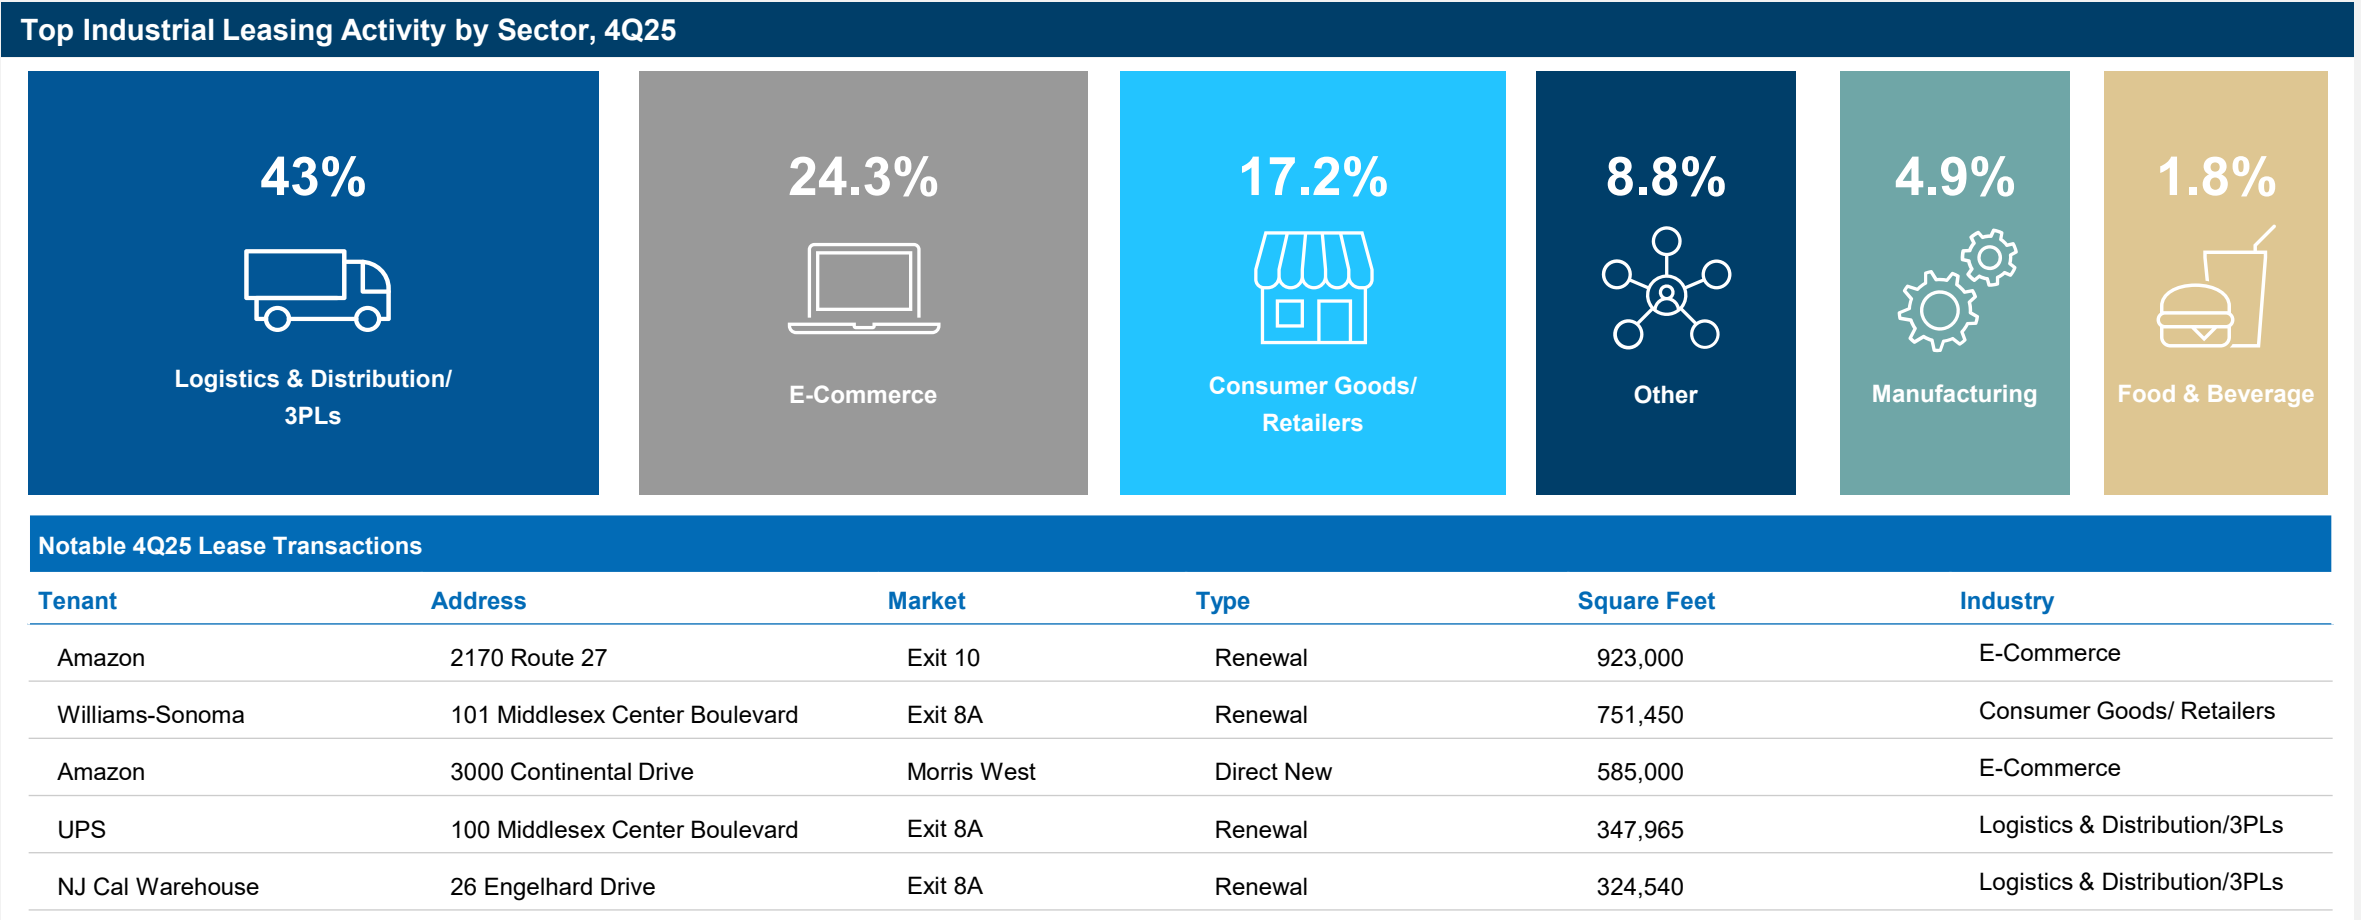 Top Industrial Leasing Activity by Sector, 4Q25
43%
Logistics & Distribution/
3PLs
24.3%
E-Commerce
17.2%
Consumer Goods/
Retailers
8.8%
Other
4.9%
Manufacturing
1.8%
Food & Beverage
Notable 4Q25 Lease Transactions
Tenant Address Market Type Square Feet Industry
Amazon 2170 Route 27 Exit 10 Renewal 923,000 E-Commerce
Williams-Sonoma 101 Middlesex Center Boulevard Exit 8A Renewal 751,450 Consumer Goods/ Retailers
Amazon 3000 Continental Drive Morris West Direct New 585,000 E-Commerce
UPS 100 Middlesex Center Boulevard Exit 8A Renewal 347,965 Logistics & Distribution/3PLs
NJ Cal Warehouse 26 Engelhard Drive Exit 8A Renewal 324,540 Logistics & Distribution/3PLs